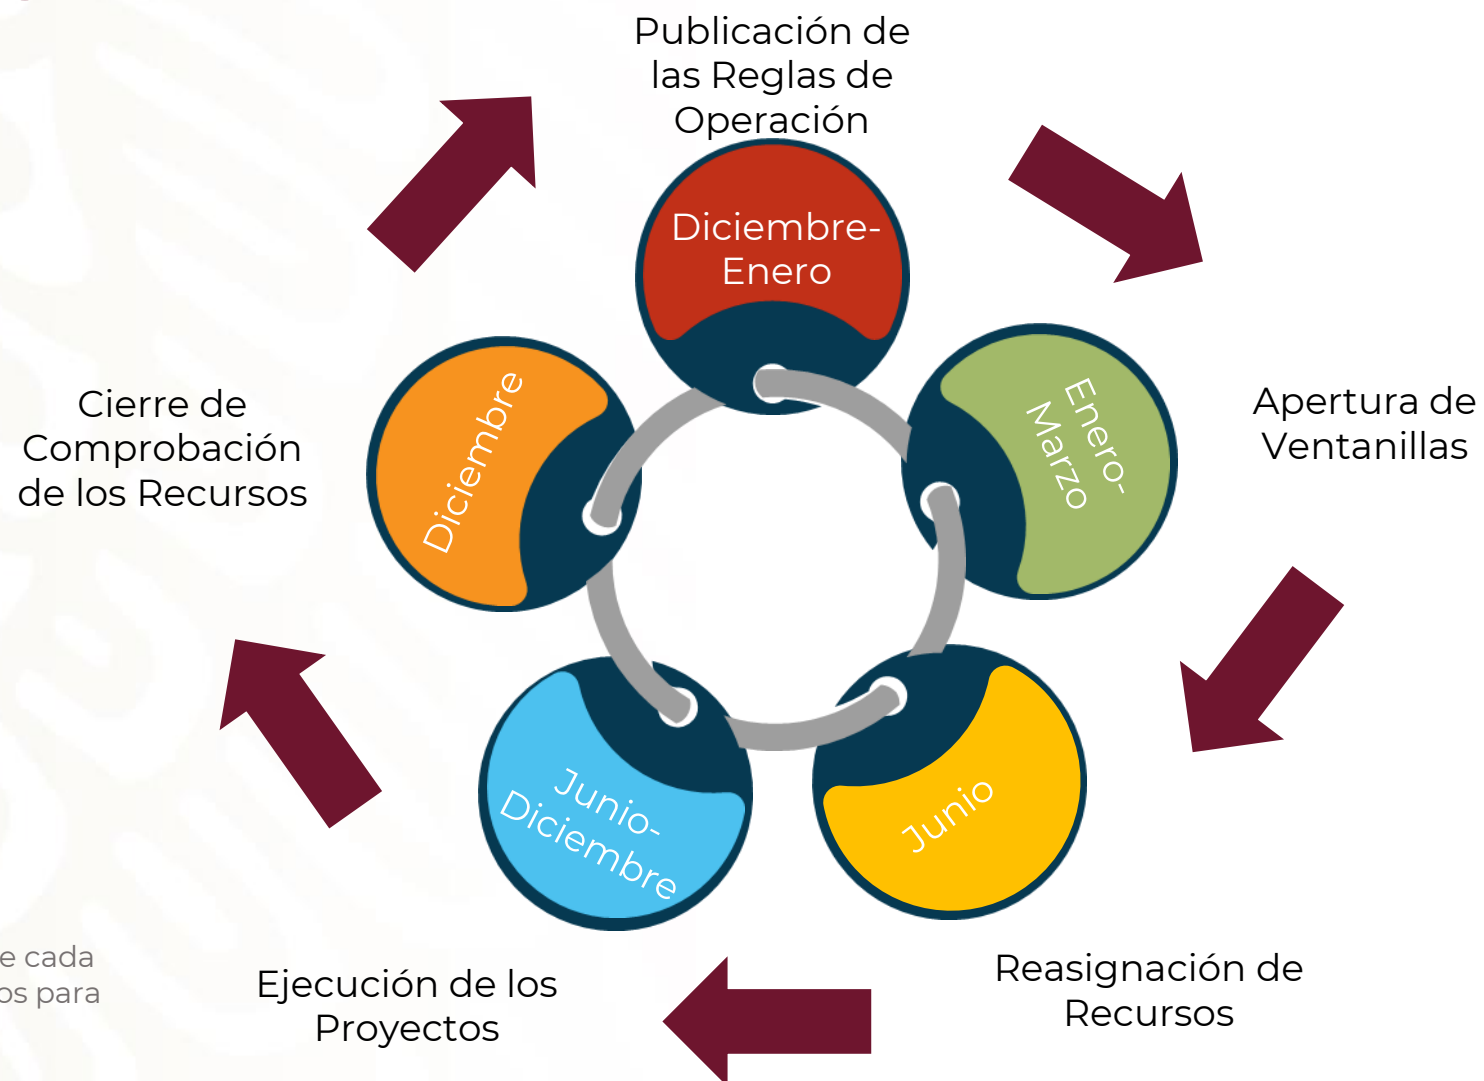 Publicación de
las Reglas de
Operación
Diciembre-
Enero
Enero-
Marzo
Apertura de
Ventanillas
Junio
Reasignación de
Recursos
Junio-
Diciembre
Ejecución de los
Proyectos
Diciembre
Cierre de
Comprobación
de los Recursos
cada
para